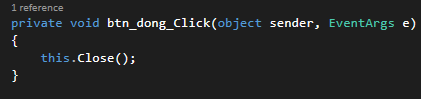 1 reference
private void btn_dong_Click(object sender, EventArgs e)
{
    this.Close();
}